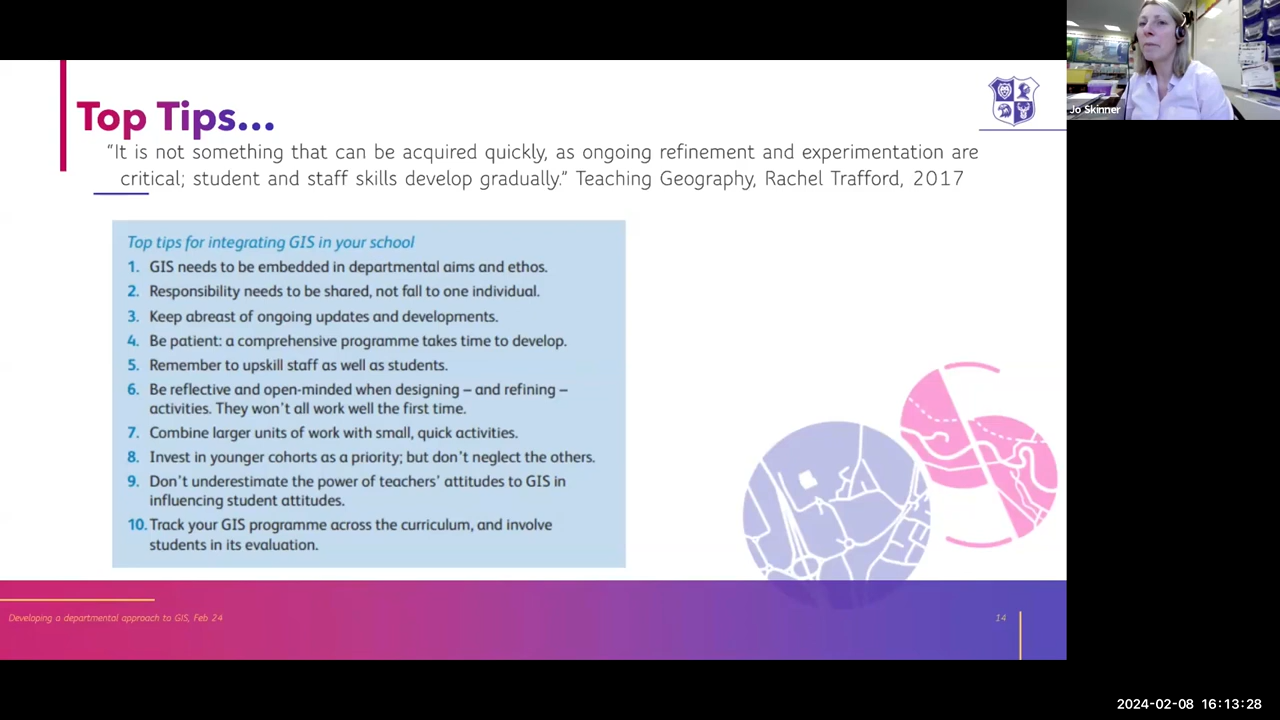 Jo Skinner
Top Tips...
“It is not something that can be acquired quickly, as ongoing refinement and experimentation are
critical; student and staff skills develop gradually.” Teaching Geography, Rachel Trafford, 2017
Top tips for integrating GIS in your school
1. GIS needs to be embedded in departmental aims and ethos.
2. Responsibility needs to be shared, not fall to one individual.
3. Keep abreast of ongoing updates and developments.
4. Be patient: a comprehensive programme takes time to develop.
5. Remember to upskill staff as well as students.
6. Be reflective and open-minded when designing – and refining –
activities. They won’t all work well the first time.
7. Combine larger units of work with small, quick activities.
8. Invest in younger cohorts as a priority; but don’t neglect the others.
9. Don’t underestimate the power of teachers’ attitudes to GIS in
influencing student attitudes.
10. Track your GIS programme across the curriculum, and involve
students in its evaluation.
Developing a departmental approach to GIS, Feb 24
14
2024-02-08 16:13:28